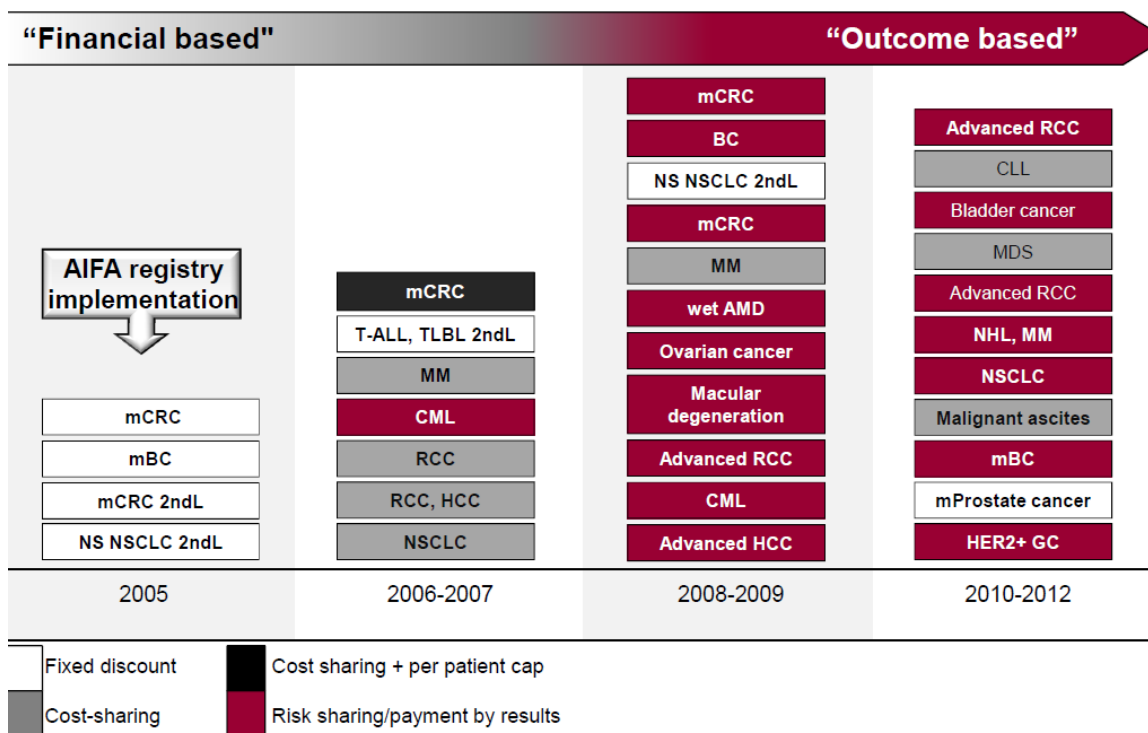 “Financial based"
“Outcome based”
AIFA registry
implementation
mCRC
mBC
mCRC 2ndL
NS NSCLC 2ndL
mCRC
T-ALL, TLBL 2ndL
MM
CML
RCC
RCC, HCC
NSCLC
mCRC
BC
NS NSCLC 2ndL
mCRC
MM
wet AMD
Ovarian cancer
Macular
degeneration
Advanced RCC
CML
Advanced HCC
Advanced RCC
CLL
Bladder cancer
MDS
Advanced RCC
NHL, MM
NSCLC
Malignant ascites
mBC
mProstate cancer
HER2+ GC
2005
2006-2007
2008-2009
2010-2012
Fixed discount
Cost sharing + per patient cap
Cost-sharing
Risk sharing/payment by results